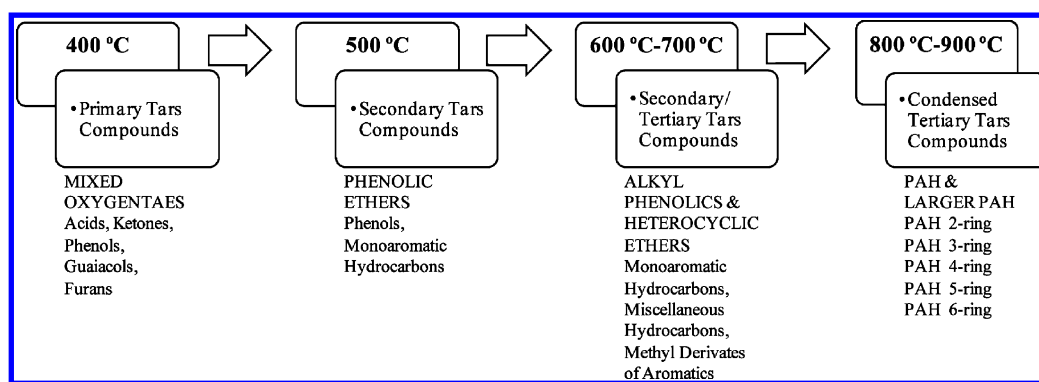 400 ºC
• Primary Tars
Compounds
MIXED
OXYGENTAES
Acids, Ketones,
Phenols,
Guaiacols,
Furans
500 ºC
• Secondary Tars
Compounds
PHENOLIC
ETHERS
Phenols,
Monoaromatic
Hydrocarbons
600 ºC-700 ºC
• Secondary/
Tertiary Tars
Compounds
ALKYL
PHENOLICS &
HETEROCYCLIC
ETHERS
Monoaromatic
Hydrocarbons,
Miscellaneous
Hydrocarbons,
Methyl Derivates
of Aromatics
800 ºC-900 ºC
• Condensed
Tertiary Tars
Compounds
PAH &
LARGER PAH
PAH 2-ring
PAH 3-ring
PAH 4-ring
PAH 5-ring
PAH 6-ring